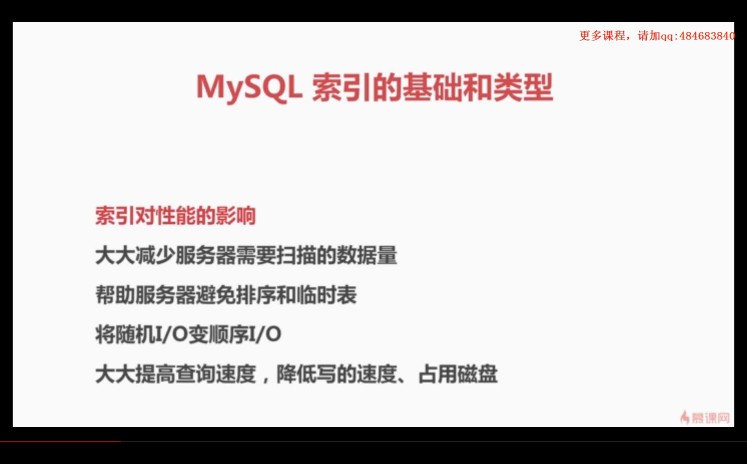 更多课程，请加qq:484683840
MySQL 索引的基础和类型
索引对性能的影响
大大减少服务器需要扫描的数据量
帮助服务器避免排序和临时表
将随机I/O变顺序I/O
大大提高查询速度，降低写的速度、占用磁盘
慕课网